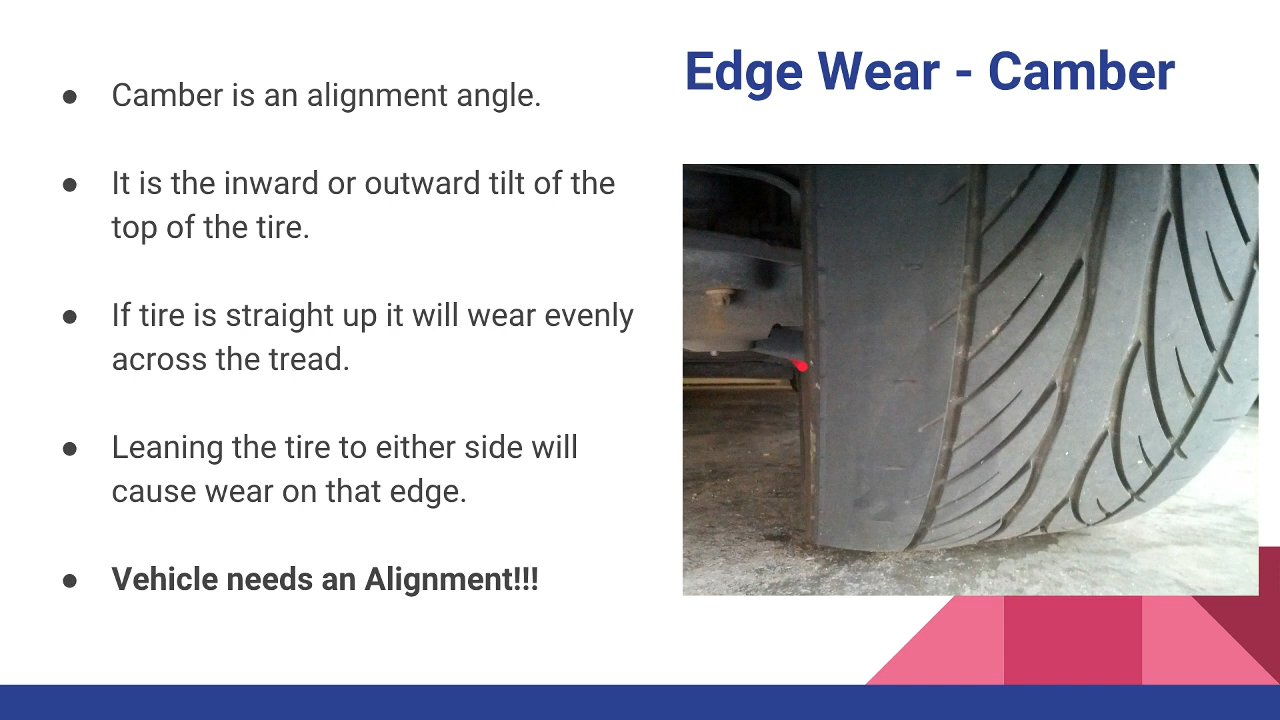 Edge Wear - Camber
● Camber is an alignment angle.
● It is the inward or outward tilt of the
top of the tire.
● If tire is straight up it will wear evenly
across the tread.
● Leaning the tire to either side will
cause wear on that edge.
● Vehicle needs an Alignment!!!